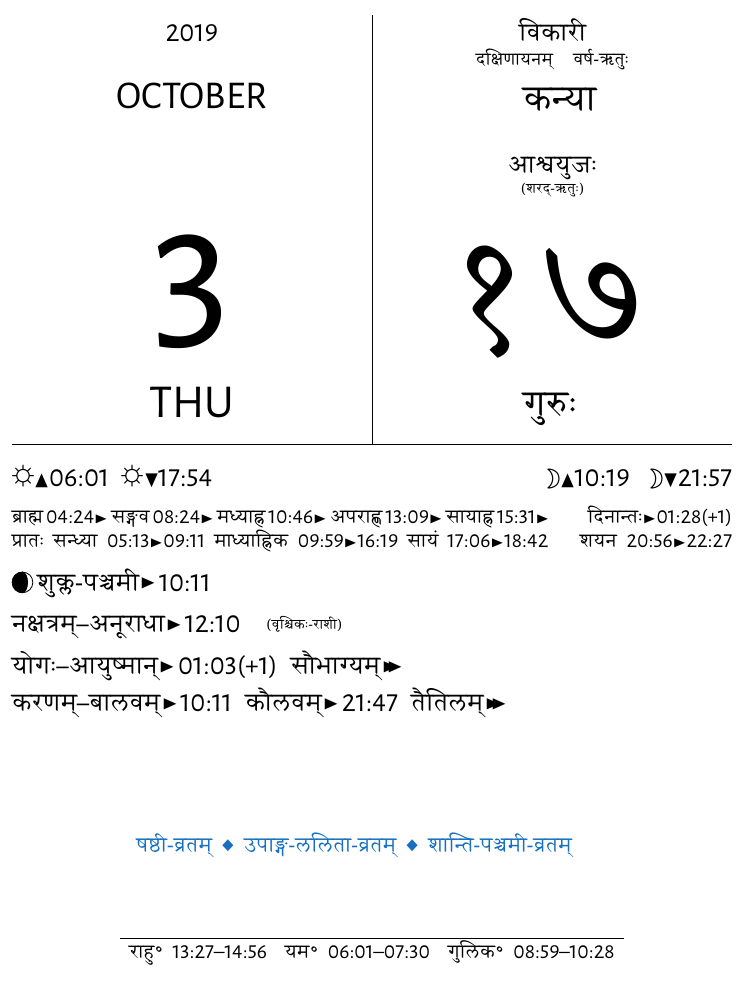 2019
OCTOBER
3
THU
विकारी
दक्षिणायनम् वर्ष-ऋतुः
कन्या
आश्वयुजः
(शरद्-ऋतुः)
१७
गुरुः
☼▲06:01 ☼▼17:54 ☽▲10:19 ☽▼21:57
ब्राह्म 04:24► सङ्गव 08:24► मध्याह्न 10:46► अपराह्ण 13:09► सायाह्न 15:31► दिनान्तः►01:28(+1)
प्रातः सन्ध्या 05:13►09:11 माध्याह्निक 09:59►16:19 सायं 17:06►18:42 शयन 20:56►22:27
शुक्ल-पञ्चमी►10:11
नक्षत्रम्–अनूराधा►12:10 (वृश्चिकः-राशी)
योगः–आयुष्मान्►01:03(+1) सौभाग्यम्►►
करणम्–बालवम्►10:11 कौलवम्►21:47 तैतिलम्►►
षष्ठी-व्रतम् ◆ उपाङ्ग-ललिता-व्रतम् ◆ शान्ति-पञ्चमी-व्रतम्
राहु॰ 13:27–14:56 यम॰ 06:01–07:30 गुलिक॰ 08:59–10:28